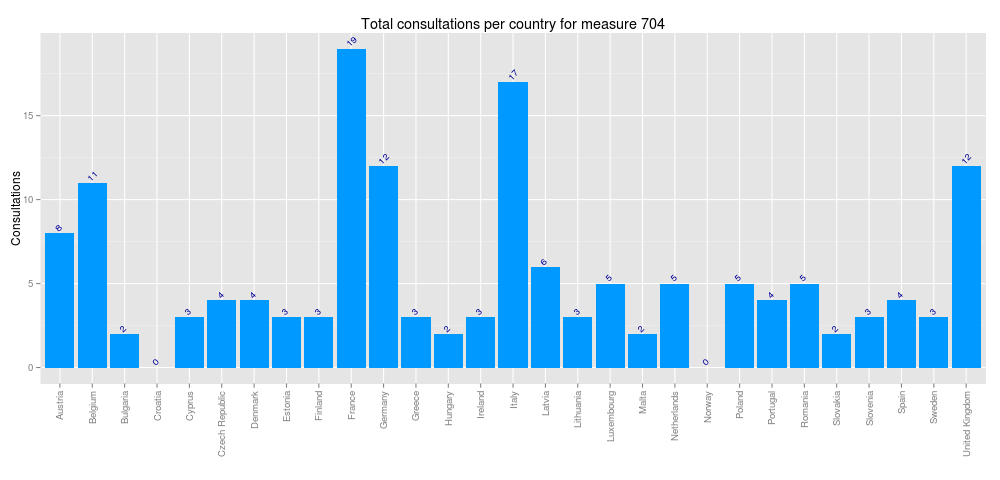 Total consultations per country for measure 704
Consultations
15
10
5
0
8
11
2
0
3
4
4
3
3
19
12
3
2
3
17
6
3
5
2
5
0
5
4
5
2
3
4
3
12
Austria
Belgium
Bulgaria
Croatia
Cyprus
Czech Republic
Denmark
Estonia
Finland
France
Germany
Greece
Hungary
Ireland
Italy
Latvia
Lithuania
Luxembourg
Malta
Netherlands
Norway
Poland
Portugal
Romania
Slovakia
Slovenia
Spain
Sweden
United Kingdom